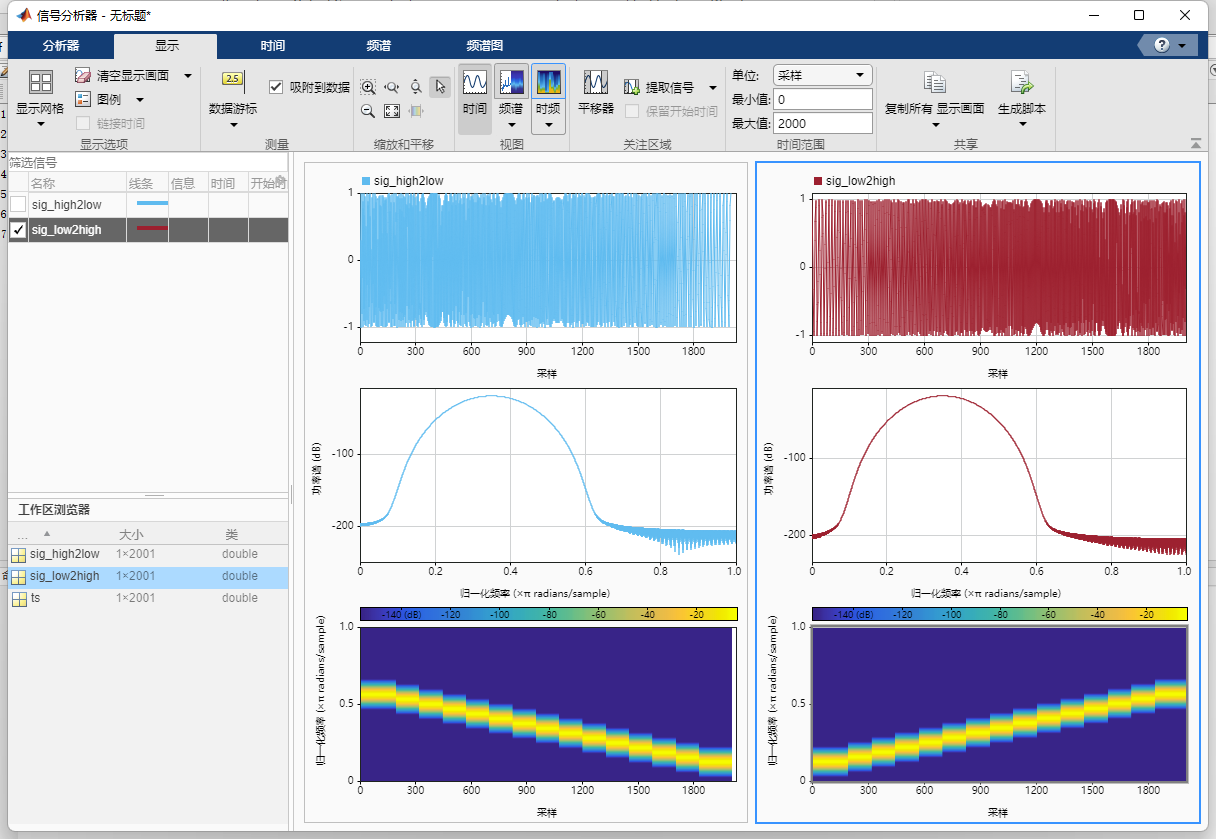 信号分析器 - 无标题*
分析器 显示 时间 频谱 频谱图
?
显示网格
清空显示画面
图例
链接时间
显示选项
2.5
数据游标
吸附到数据
测量
缩放和平移
时间
频谱
时频
视图
平移器
提取信号
保留开始时间
关注区域
单位: 采样
最小值: 0
最大值: 2000
时间范围
复制所有 显示画面
生成脚本
共享
筛选信号
名称 线条 信息 时间 开始时
sig_high2low
sig_low2high
工作区浏览器
... 大小 类
sig_high2low 1×2001 double
sig_low2high 1×2001 double
ts 1×2001 double
sig_high2low
1
0
-1
0 300 600 900 1200 1500 1800
采样
功率谱 (dB)
-100
-200
0 0.2 0.4 0.6 0.8 1.0
归一化频率 (×π radians/sample)
-140 (dB) -120 -100 -80 -60 -40 -20
归一化频率 (×π radians/sample)
1.0
0.5
0
0 300 600 900 1200 1500 1800
采样
sig_low2high
1
0
-1
0 300 600 900 1200 1500 1800
采样
功率谱 (dB)
-100
-200
0 0.2 0.4 0.6 0.8 1.0
归一化频率 (×π radians/sample)
-140 (dB) -120 -100 -80 -60 -40 -20
归一化频率 (×π radians/sample)
1.0
0.5
0
0 300 600 900 1200 1500 1800
采样
1
2
3
4
5
6
7